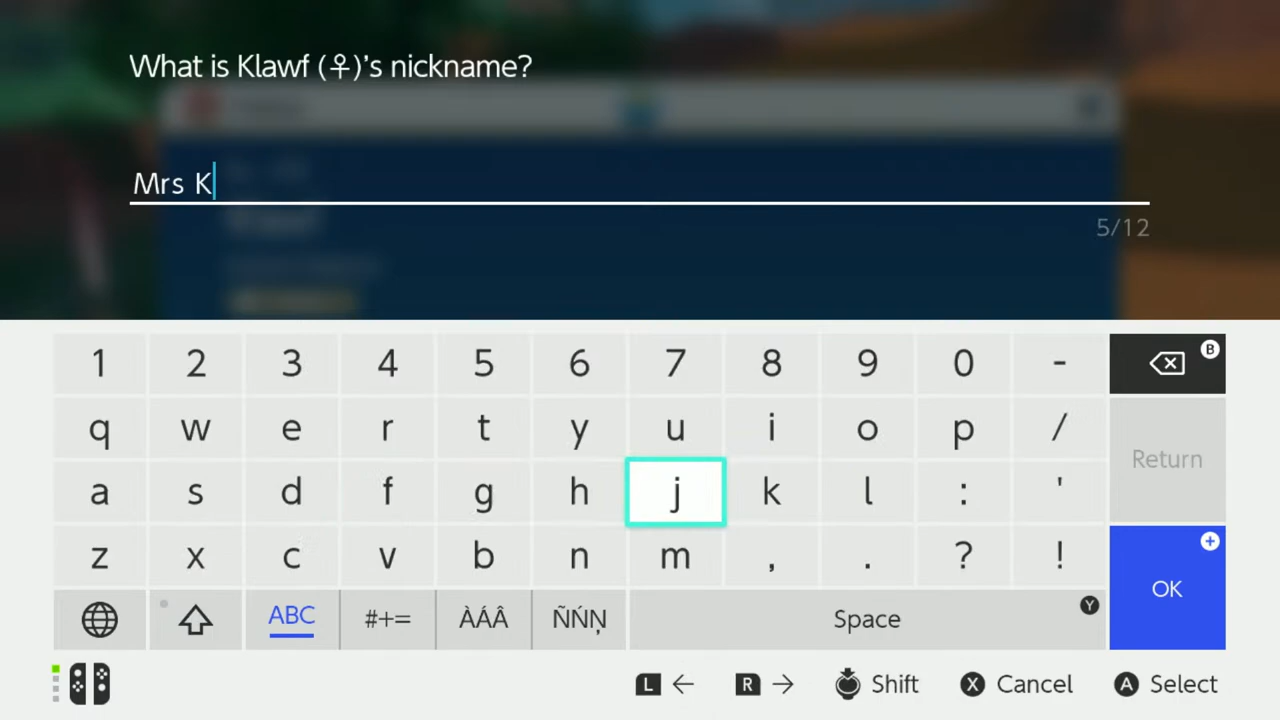 What is Klawf (♀)'s nickname?
Mrs K
5/12
1 2 3 4 5 6 7 8 9 0 - B
q w e r t y u i o p / Return
a s d f g h j k l : '
z x c v b n m , . ? ! + OK
ABC #+= ÀÁÂ ÑŃŅ Space Y
L ← R → Shift X Cancel A Select